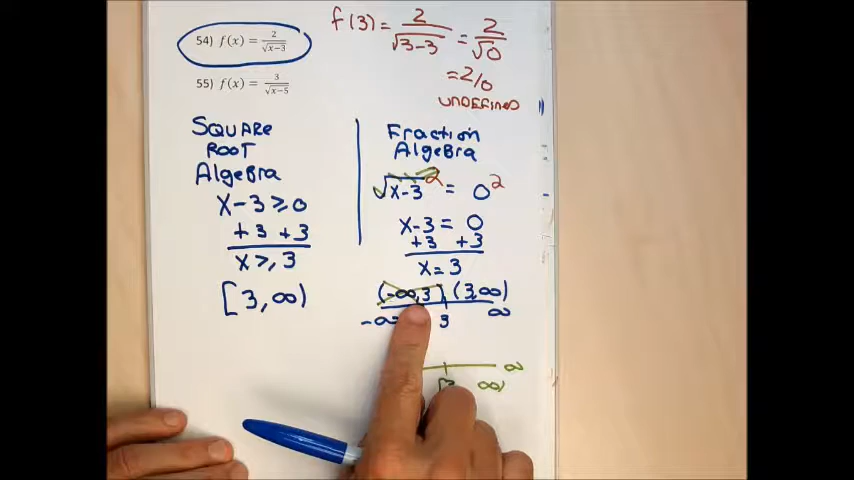 54) f(x) = 2/√x−3
55) f(x) = 3/√x−5
f(3) = 2/√3-3 = 2/√0
= 2/0
UNDEFINED
SQUARE
ROOT
Algebra
x-3 ≥ 0
+3 +3
x ≥ 3
[3, ∞)
Fraction
Algebra
√x-3² = 0²
x-3 = 0
+3 +3
x = 3
(-∞, 3) (3, ∞)
-∞ 3 ∞
∞
[3 ∞)